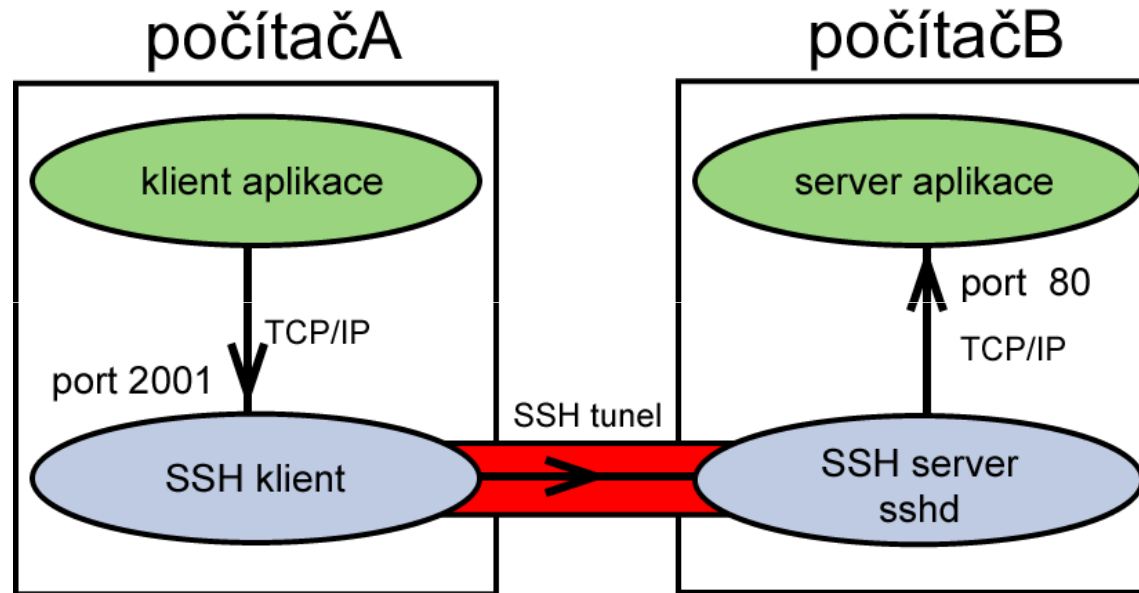 počítačA
počítačB
klient aplikace
server aplikace
port 80
TCP/IP
TCP/IP
port 2001
SSH tunel
SSH klient
SSH server
sshd